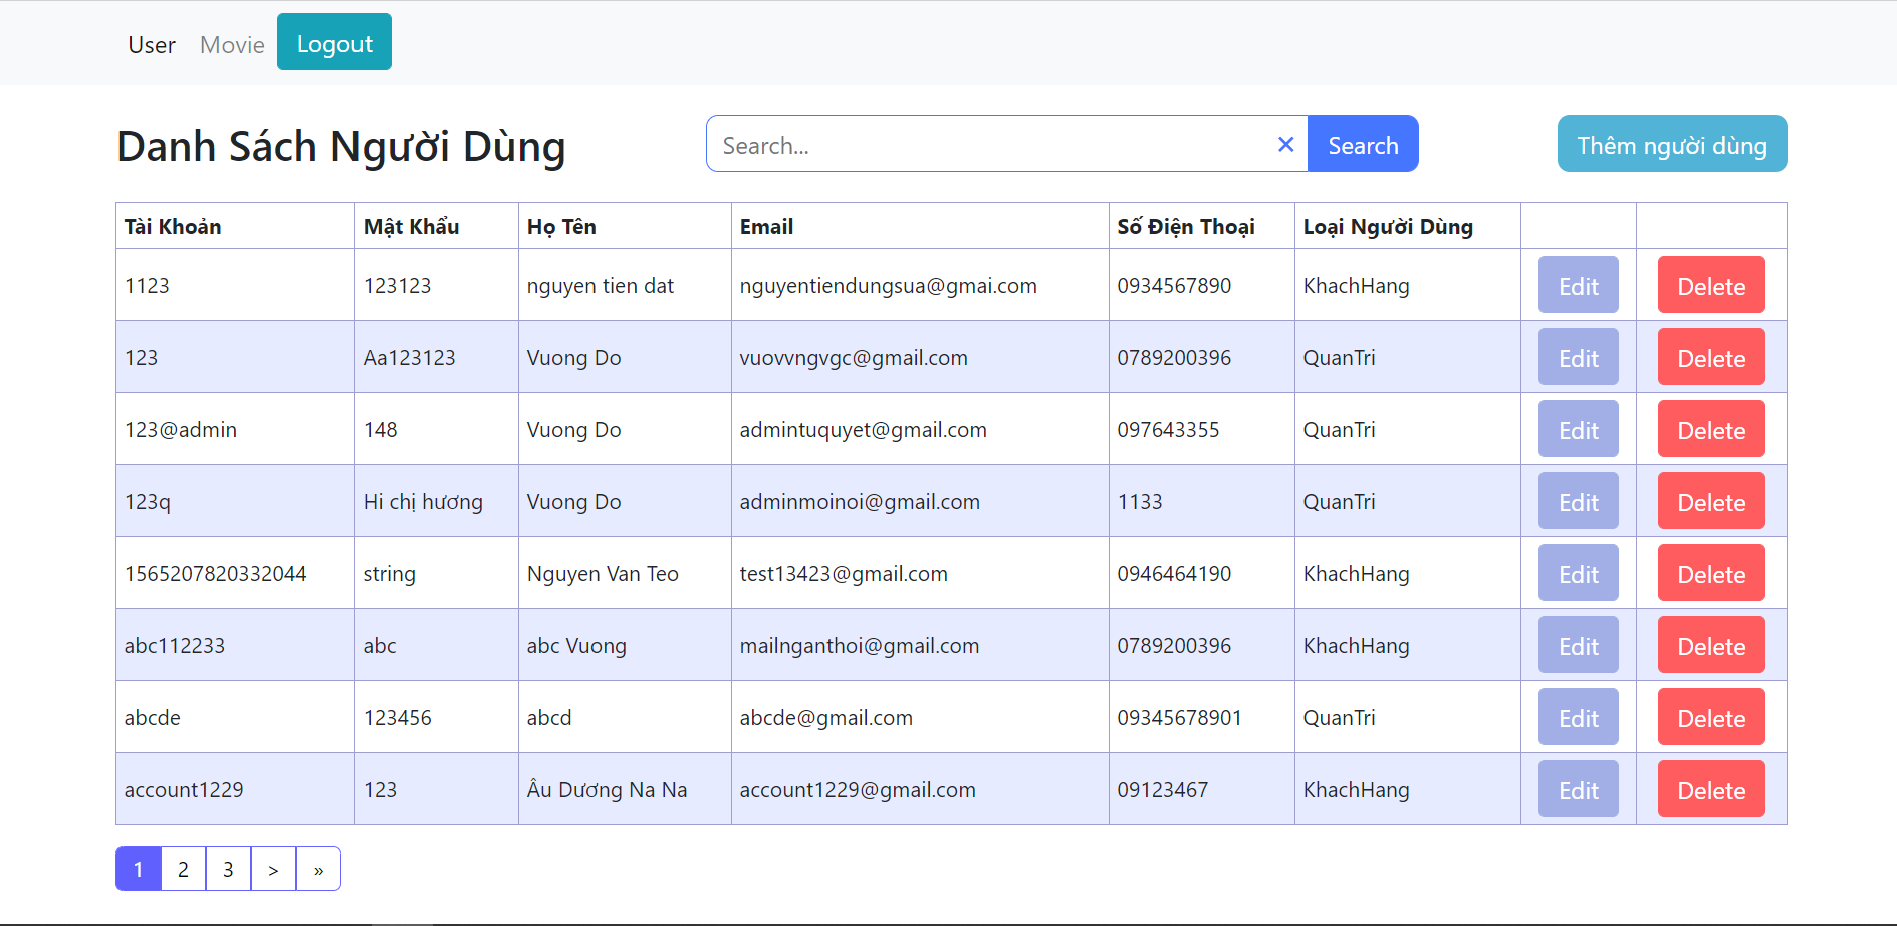 User Movie Logout
Danh Sách Người Dùng Search... ✕ Search Thêm người dùng
Tài Khoản Mật Khẩu Họ Tên Email Số Điện Thoại Loại Người Dùng
1123 123123 nguyen tien dat nguyentiendungsua@gmai.com 0934567890 KhachHang Edit Delete
123 Aa123123 Vuong Do vuovvngvgc@gmail.com 0789200396 QuanTri Edit Delete
123@admin 148 Vuong Do admintuquyet@gmail.com 097643355 QuanTri Edit Delete
123q Hi chị hương Vuong Do adminmoinoi@gmail.com 1133 QuanTri Edit Delete
1565207820332044 string Nguyen Van Teo test13423@gmail.com 0946464190 KhachHang Edit Delete
abc112233 abc abc Vuong mailnganthoi@gmail.com 0789200396 KhachHang Edit Delete
abcde 123456 abcd abcde@gmail.com 09345678901 QuanTri Edit Delete
account1229 123 Âu Dương Na Na account1229@gmail.com 09123467 KhachHang Edit Delete
1 2 3 > »